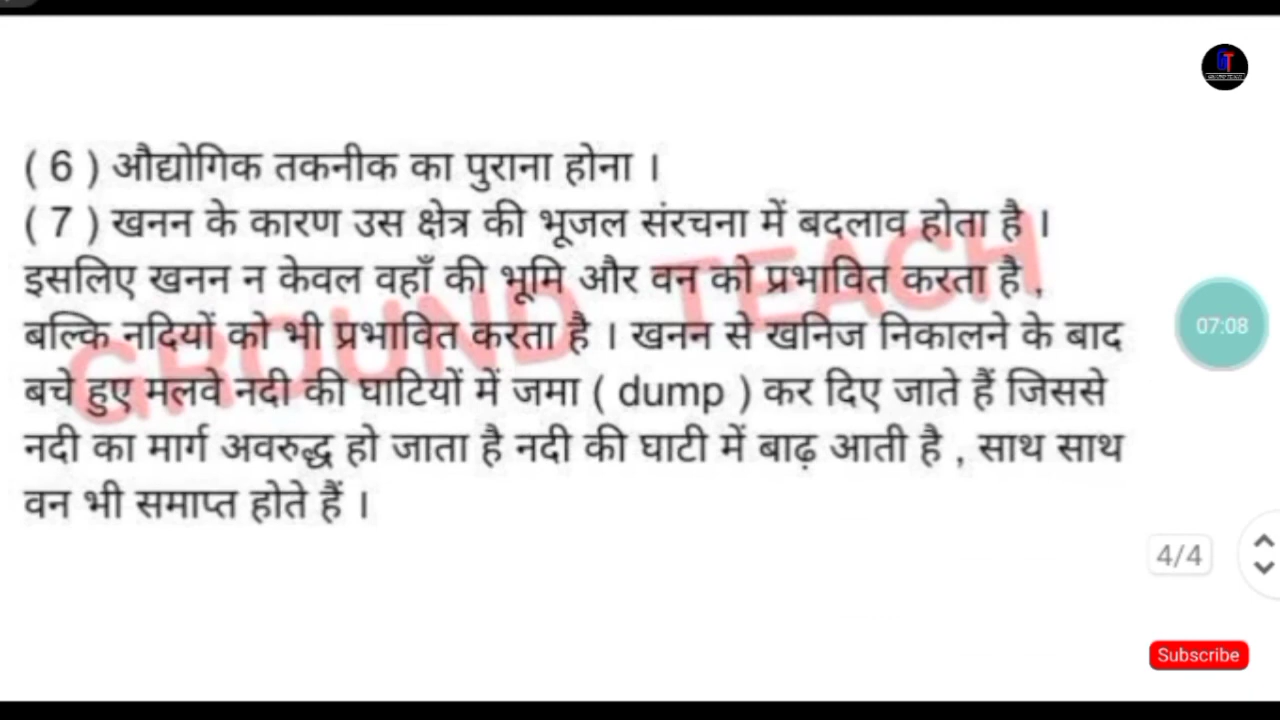 ( 6 ) औद्योगिक तकनीक का पुराना होना ।
( 7 ) खनन के कारण उस क्षेत्र की भूजल संरचना में बदलाव होता है ।
इसलिए खनन न केवल वहाँ की भूमि और वन को प्रभावित करता है ,
बल्कि नदियों को भी प्रभावित करता है । खनन से खनिज निकालने के बाद
बचे हुए मलवे नदी की घाटियों में जमा ( dump ) कर दिए जाते हैं जिससे
नदी का मार्ग अवरुद्ध हो जाता है नदी की घाटी में बाढ़ आती है , साथ साथ
वन भी समाप्त होते हैं ।
GROUND TEACH
GT
07:08
4/4
Subscribe